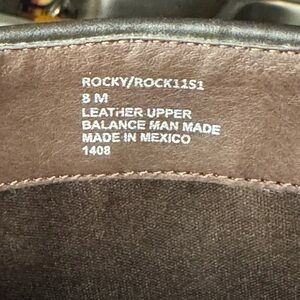 ROCKY/ROCK11S1
8 M
LEATHER UPPER
BALANCE MAN MADE
MADE IN MEXICO
1408